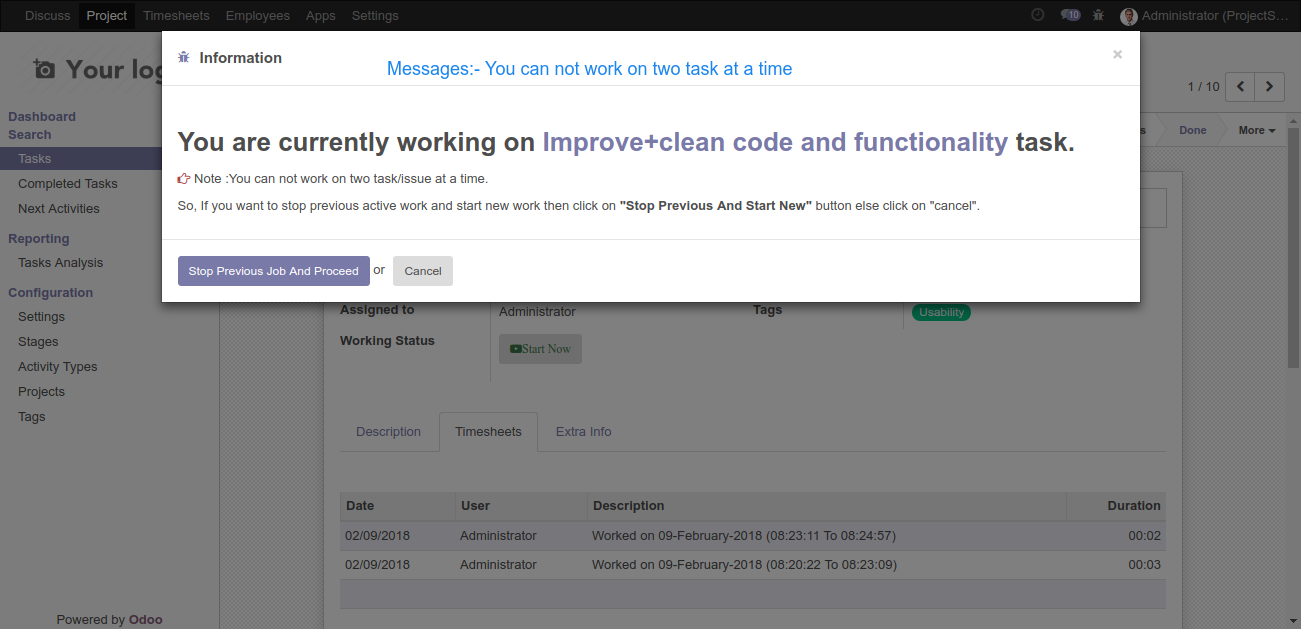 Discuss Project Timesheets Employees Apps Settings 10 Administrator (ProjectS...
Information
Messages:- You can not work on two task at a time
×
Your log
1 / 10
Dashboard
Search
Tasks
Completed Tasks
Next Activities
Reporting
Tasks Analysis
Configuration
Settings
Stages
Activity Types
Projects
Tags
Powered by Odoo
Done More
You are currently working on Improve+clean code and functionality task.
Note :You can not work on two task/issue at a time.
So, If you want to stop previous active work and start new work then click on "Stop Previous And Start New" button else click on "cancel".
Stop Previous Job And Proceed or Cancel
Assigned to Administrator Tags Usability
Working Status Start Now
Description Timesheets Extra Info
Date User Description Duration
02/09/2018 Administrator Worked on 09-February-2018 (08:23:11 To 08:24:57) 00:02
02/09/2018 Administrator Worked on 09-February-2018 (08:20:22 To 08:23:09) 00:03